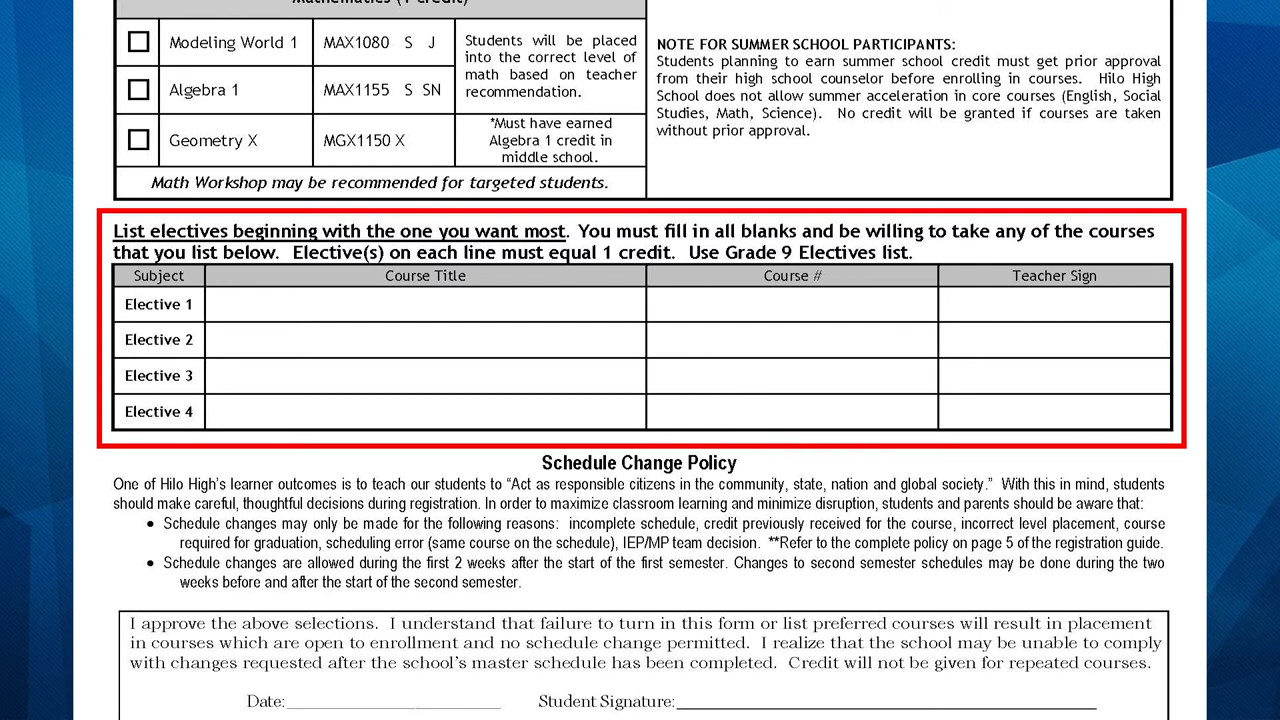 Mathematics (1 Credit)
Modeling World 1 MAX1080 S J
Algebra 1 MAX1155 S SN
Geometry X MGX1150 X
Students will be placed
into the correct level of
math based on teacher
recommendation.
*Must have earned
Algebra 1 credit in
middle school.
Math Workshop may be recommended for targeted students.
NOTE FOR SUMMER SCHOOL PARTICIPANTS:
Students planning to earn summer school credit must get prior approval
from their high school counselor before enrolling in courses. Hilo High
School does not allow summer acceleration in core courses (English, Social
Studies, Math, Science). No credit will be granted if courses are taken
without prior approval.
List electives beginning with the one you want most. You must fill in all blanks and be willing to take any of the courses
that you list below. Elective(s) on each line must equal 1 credit. Use Grade 9 Electives list.
Subject Course Title Course # Teacher Sign
Elective 1
Elective 2
Elective 3
Elective 4
Schedule Change Policy
One of Hilo High's learner outcomes is to teach our students to “Act as responsible citizens in the community, state, nation and global society.” With this in mind, students
should make careful, thoughtful decisions during registration. In order to maximize classroom learning and minimize disruption, students and parents should be aware that:
• Schedule changes may only be made for the following reasons: incomplete schedule, credit previously received for the course, incorrect level placement, course
required for graduation, scheduling error (same course on the schedule), IEP/MP team decision. **Refer to the complete policy on page 5 of the registration guide.
• Schedule changes are allowed during the first 2 weeks after the start of the first semester. Changes to second semester schedules may be done during the two
weeks before and after the start of the second semester.
I approve the above selections. I understand that failure to turn in this form or list preferred courses will result in placement
in courses which are open to enrollment and no schedule change permitted. I realize that the school may be unable to comply
with changes requested after the school's master schedule has been completed. Credit will not be given for repeated courses.
Date:_______________ Student Signature:_______________